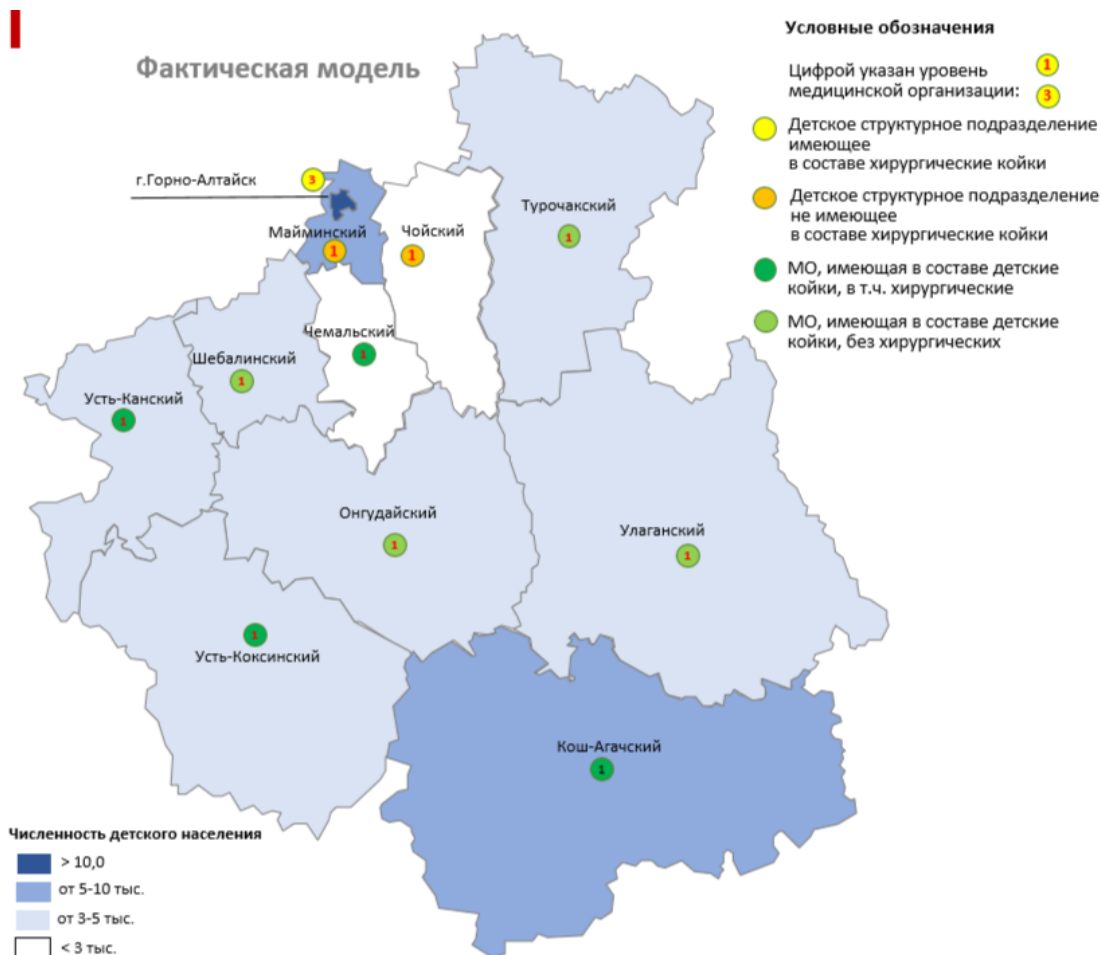 Фактическая модель
Условные обозначения
Цифрой указан уровень
медицинской организации:
1
3
Детское структурное подразделение
имеющее
в составе хирургические койки
Детское структурное подразделение
не имеющее
в составе хирургические койки
МО, имеющая в составе детские
койки, в т.ч. хирургические
МО, имеющая в составе детские
койки, без хирургических
г.Горно-Алтайск
3
Майминский
1
Чойский
1
Турочакский
1
Чемальский
1
Шебалинский
1
Усть-Канский
1
Онгудайский
1
Улаганский
1
1
Усть-Коксинский
Кош-Агачский
1
Численность детского населения
> 10,0
от 5-10 тыс.
от 3-5 тыс.
< 3 тыс.